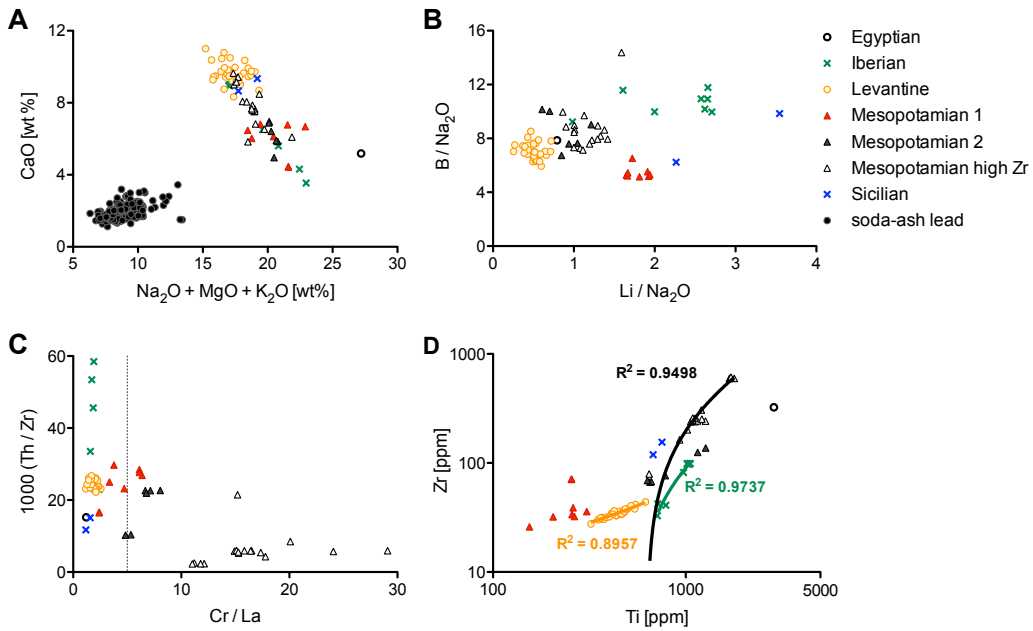 A
12
8
4
0
CaO [wt %]
5
10
15
20
25
30
Na₂O + MgO + K₂O [wt%]
B
16
12
8
4
0
B / Na₂O
0
1
2
3
4
Li / Na₂O
Egyptian
Iberian
Levantine
Mesopotamian 1
Mesopotamian 2
Mesopotamian high Zr
Sicilian
soda-ash lead
C
60
40
20
0
1000 (Th / Zr)
0
10
20
30
Cr / La
D
1000
100
10
Zr [ppm]
R² = 0.9498
R² = 0.9737
R² = 0.8957
100
1000
5000
Ti [ppm]